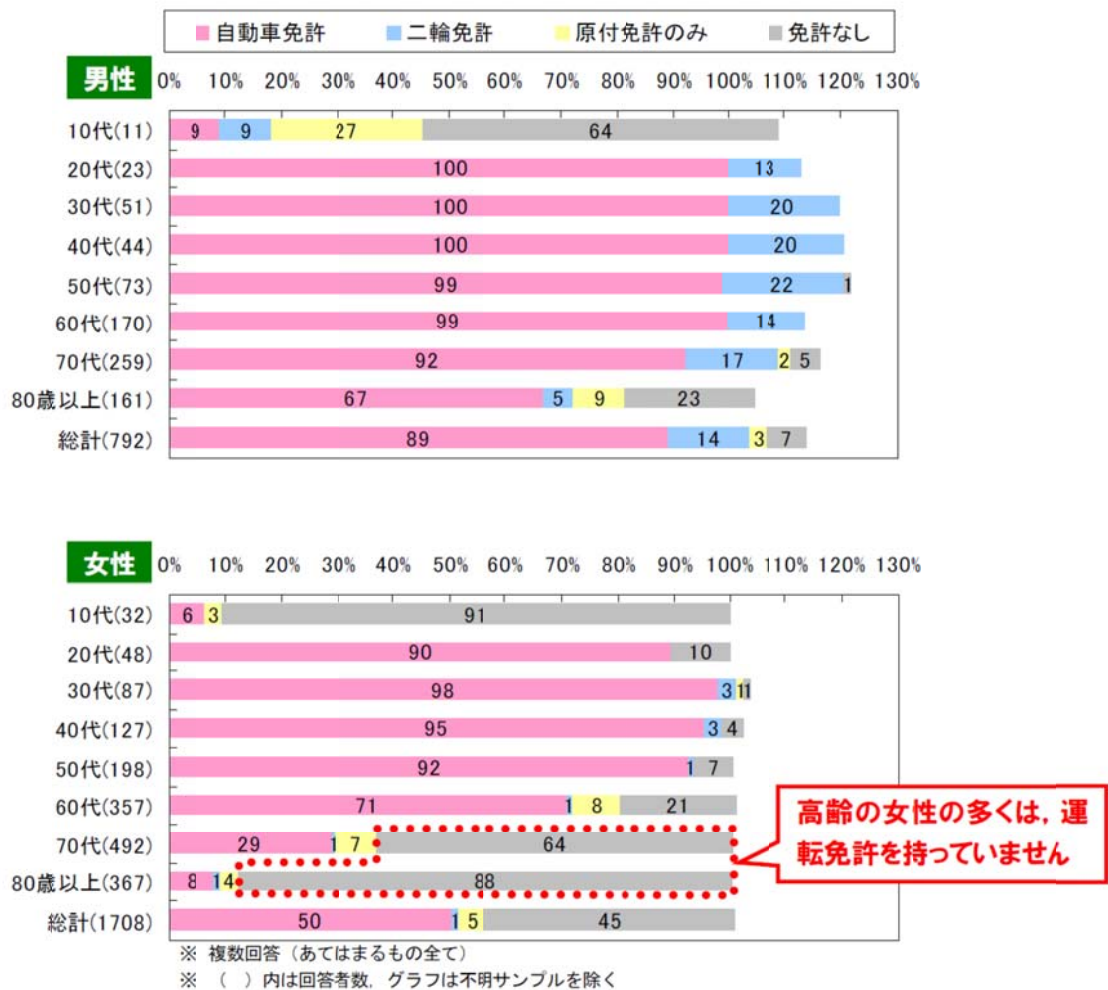 自動車免許 二輪免許 原付免許のみ 免許なし
男性 0% 10% 20% 30% 40% 50% 60% 70% 80% 90% 100% 110% 120% 130%
10代(11) 9 9 27 64
20代(23) 100 13
30代(51) 100 20
40代(44) 100 20
50代(73) 99 22 1
60代(170) 99 14
70代(259) 92 17 2 5
80歳以上(161) 67 5 9 23
総計(792) 89 14 3 7
女性 0% 10% 20% 30% 40% 50% 60% 70% 80% 90% 100% 110% 120% 130%
10代(32) 6 3 91
20代(48) 90 10
30代(87) 98 3 1 1
40代(127) 95 3 4
50代(198) 92 1 7
60代(357) 71 1 8 21
70代(492) 29 1 7 64
80歳以上(367) 8 1 4 88
総計(1708) 50 1 5 45
高齢の女性の多くは，運
転免許を持っていません
※ 複数回答（あてはまるもの全て）
※ （ ）内は回答者数，グラフは不明サンプルを除く